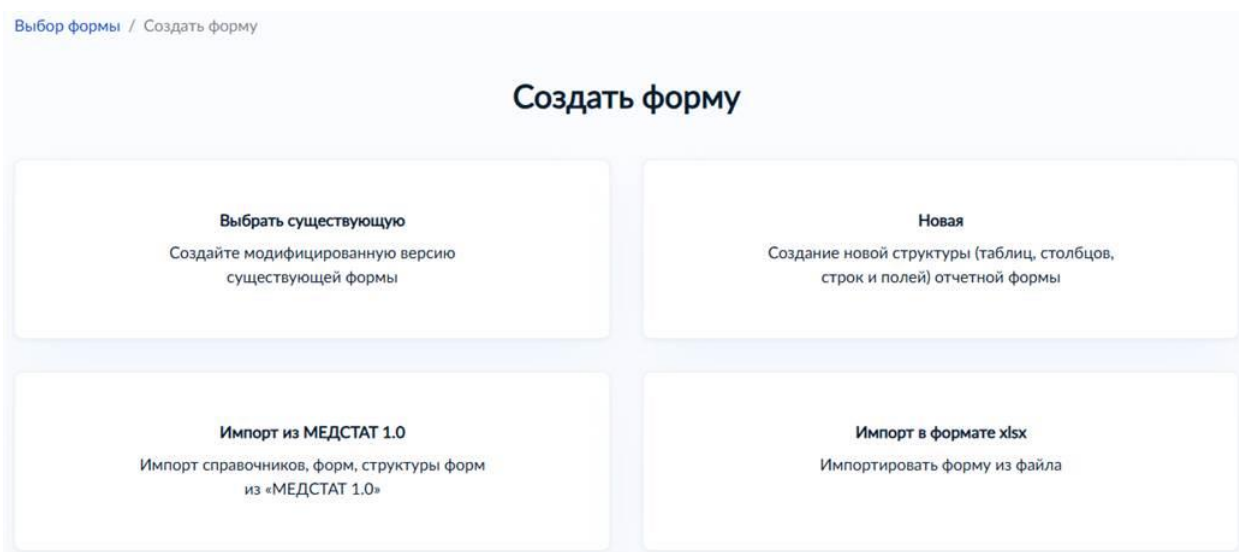 Выбор формы / Создать форму
Создать форму
Выбрать существующую
Создайте модифицированную версию
существующей формы
Новая
Создание новой структуры (таблиц, столбцов,
строк и полей) отчетной формы
Импорт из МЕДСТАТ 1.0
Импорт справочников, форм, структуры форм
из «МЕДСТАТ 1.0»
Импорт в формате xlsx
Импортировать форму из файла